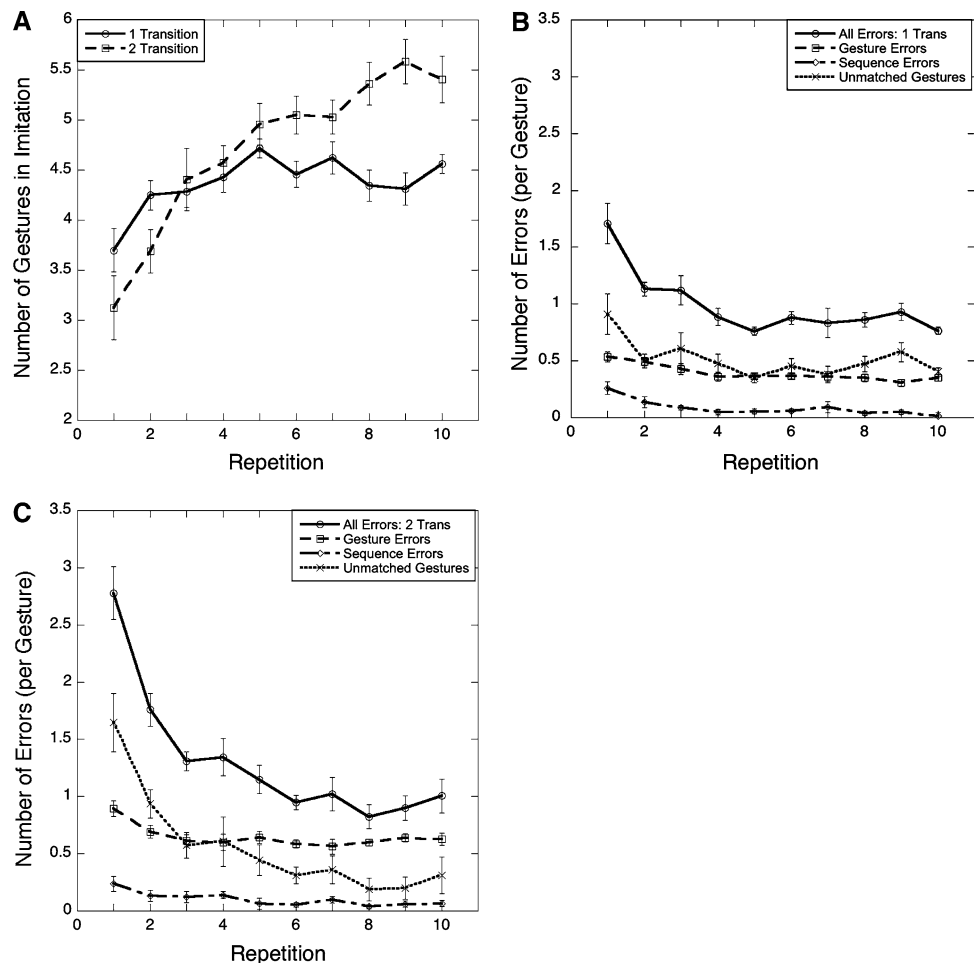 A
1 Transition
2 Transition
Number of Gestures in Imitation
6
5.5
5
4.5
4
3.5
3
2.5
2
0 2 4 6 8 10
Repetition
B
All Errors: 1 Trans
Gesture Errors
Sequence Errors
Unmatched Gestures
Number of Errors (per Gesture)
3.5
3
2.5
2
1.5
1
0.5
0
0 2 4 6 8 10
Repetition
C
All Errors: 2 Trans
Gesture Errors
Sequence Errors
Unmatched Gestures
Number of Errors (per Gesture)
3.5
3
2.5
2
1.5
1
0.5
0
0 2 4 6 8 10
Repetition